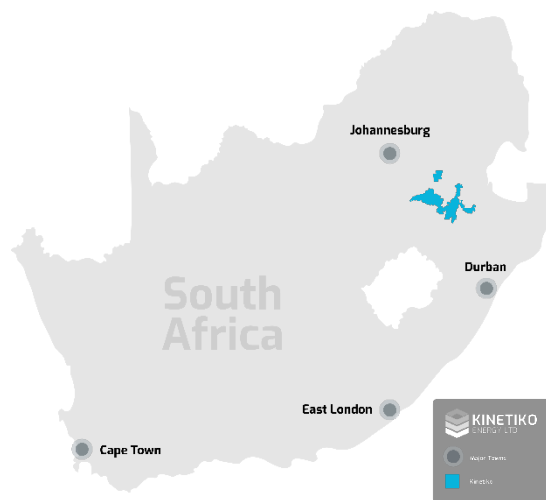 Johannesburg
Durban
South
Africa
East London
Cape Town
KINETIKO
ENERGY LTD
Major Towns
Kinetiko